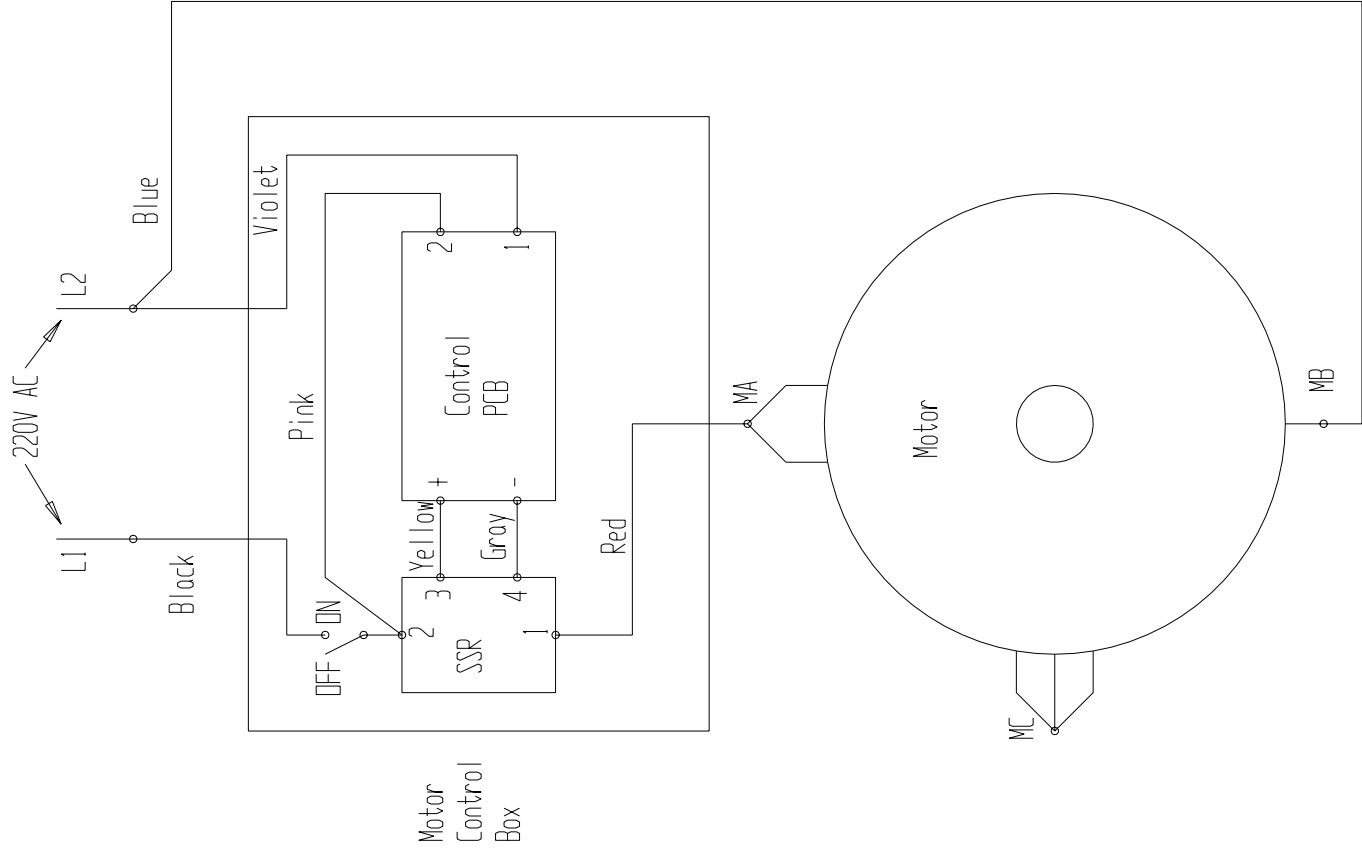 220V AC
L1
L2
Black
Blue
Violet
Pink
OFF
ON
2
SSR
1
3
4
Yellow
Gray
+
-
Control
PCB
2
1
Red
Motor
Control
Box
MA
Motor
MB
MC